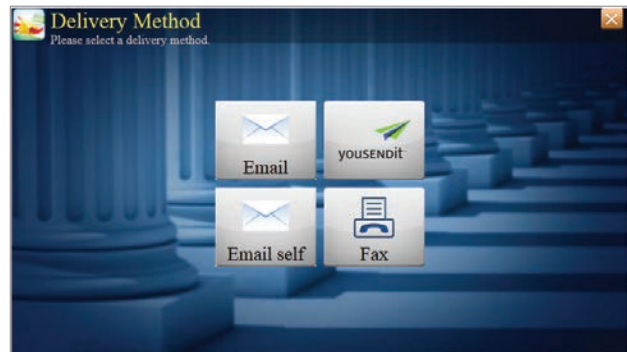 Delivery Method
Please select a delivery method.
Email
YOUSENDIT
Email self
Fax